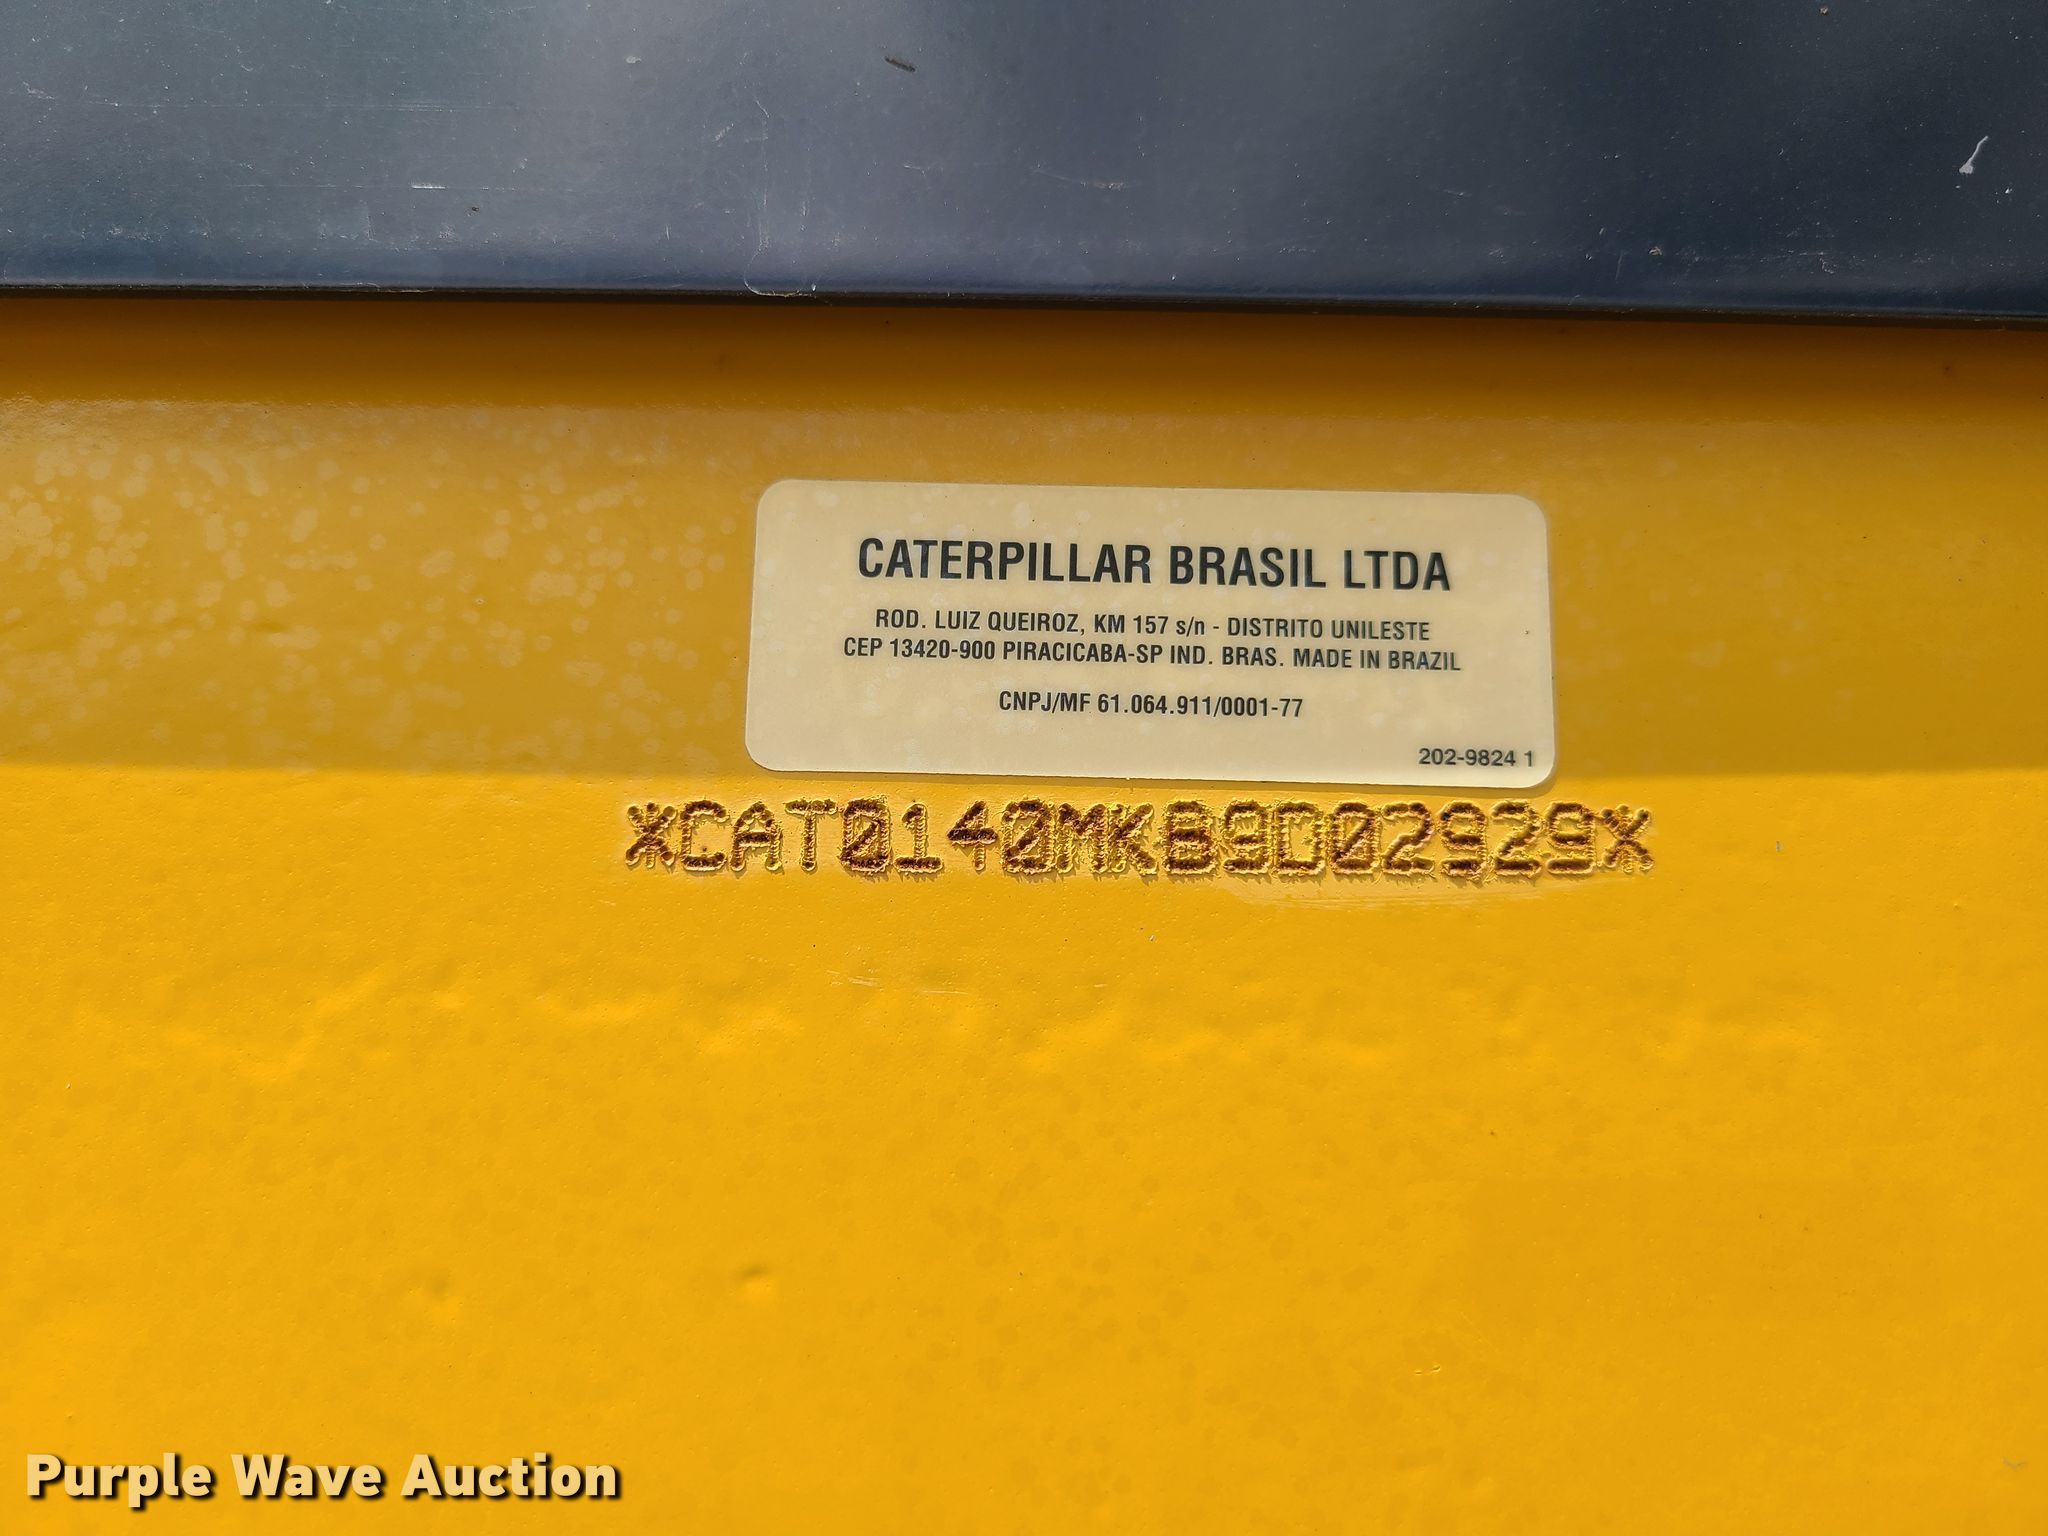 CATERPILLAR BRASIL LTDA
ROD. LUIZ QUEIROZ, KM 157 s/n - DISTRITO UNILESTE
CEP 13420-900 PIRACICABA-SP IND. BRAS. MADE IN BRAZIL
CNPJ/MF 61.064.911/0001-77
202-9824 1
*CAT0140MKB9D02929*
Purple Wave Auction